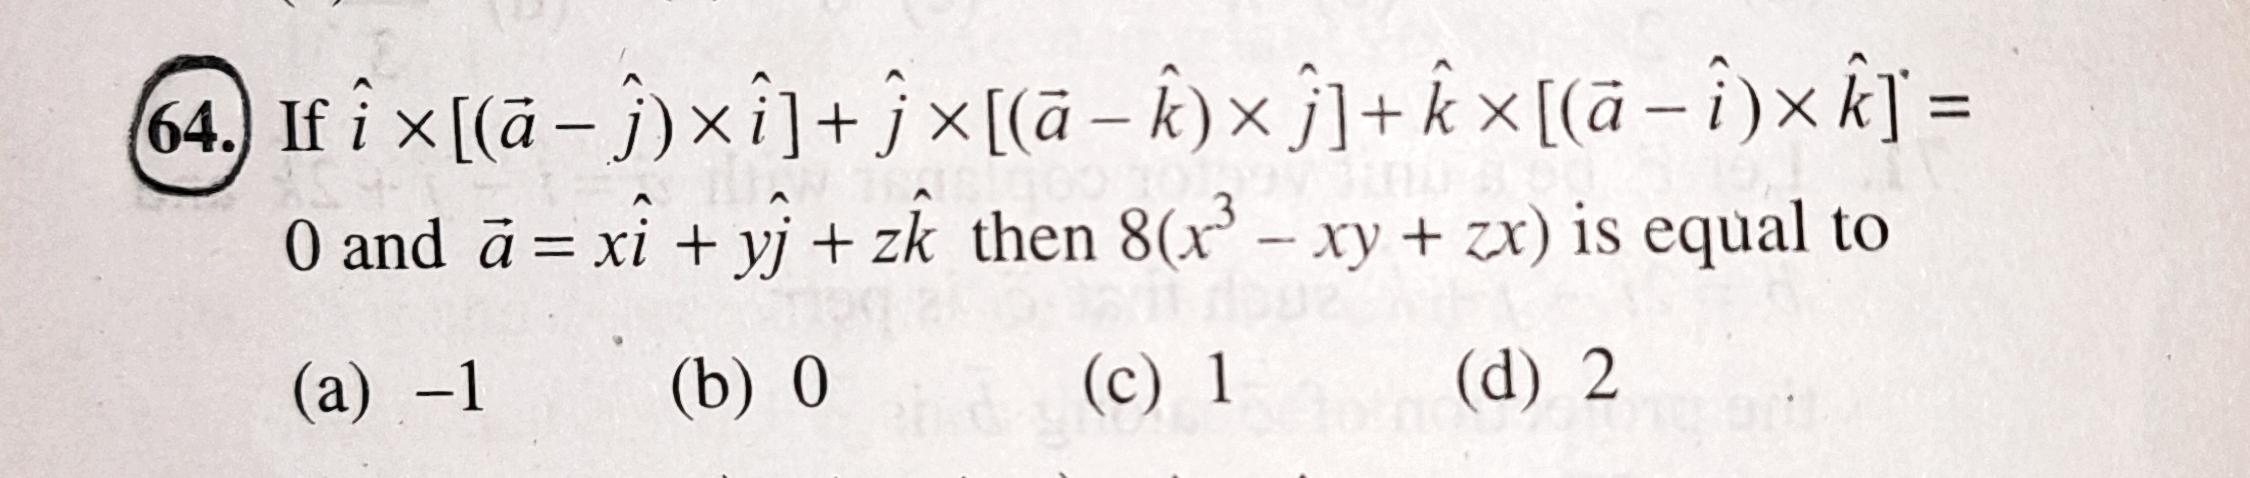 64. If î × [(a⃗ − ĵ) × î] + ĵ × [(a⃗ − k̂) × ĵ] + k̂ × [(a⃗ − î) × k̂] =
0 and a⃗ = xî + yĵ + zk̂ then 8(x³ − xy + zx) is equal to
(a) −1 (b) 0 (c) 1 (d) 2